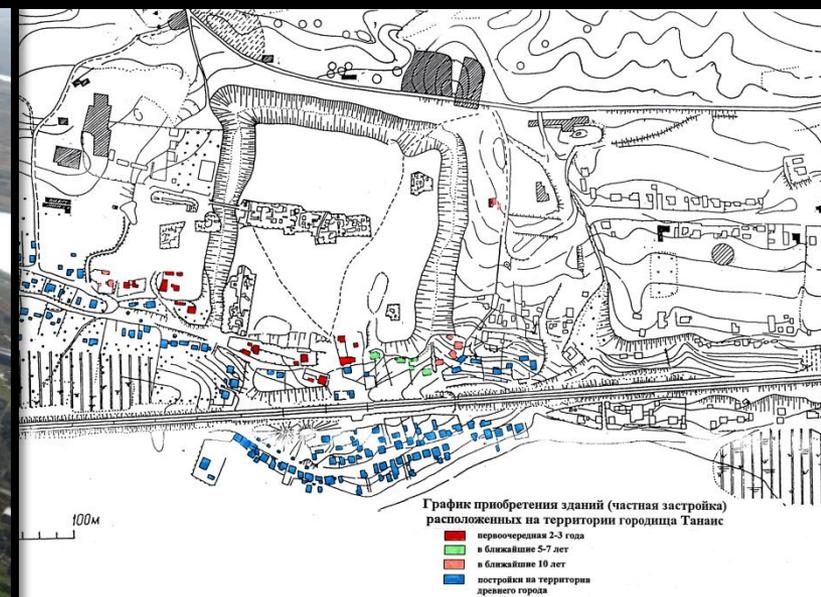 100м
График приобретения зданий (частная застройка)
расположенных на территории городища Танаис
первоочередная 2-3 года
в ближайшие 5-7 лет
в ближайшие 10 лет
постройки на территории
древнего города